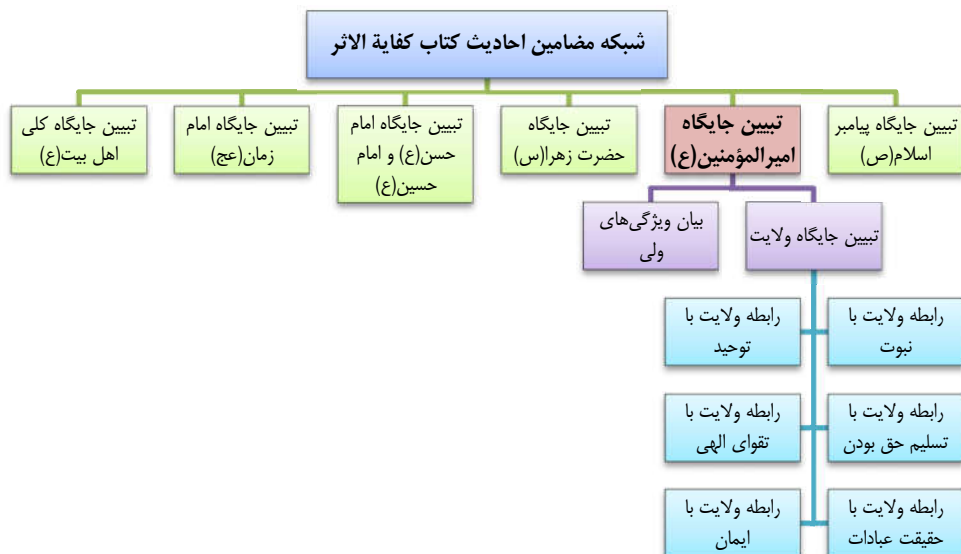 شبکه مضامین احادیث کتاب کفایة الاثر
تبیین جایگاه پیامبر
اسلام(ص)
تبیین جایگاه
امیرالمؤمنین(ع)
تبیین جایگاه
حضرت زهرا(س)
تبیین جایگاه امام
حسن(ع) و امام
حسین(ع)
تبیین جایگاه امام
زمان(عج)
تبیین جایگاه کلی
اهل بیت(ع)
تبیین جایگاه ولایت
بیان ویژگی‌های
ولی
رابطه ولایت با
نبوت
رابطه ولایت با
توحید
رابطه ولایت با
تسلیم حق بودن
رابطه ولایت با
تقوای الهی
رابطه ولایت با
حقیقت عبادات
رابطه ولایت با
ایمان